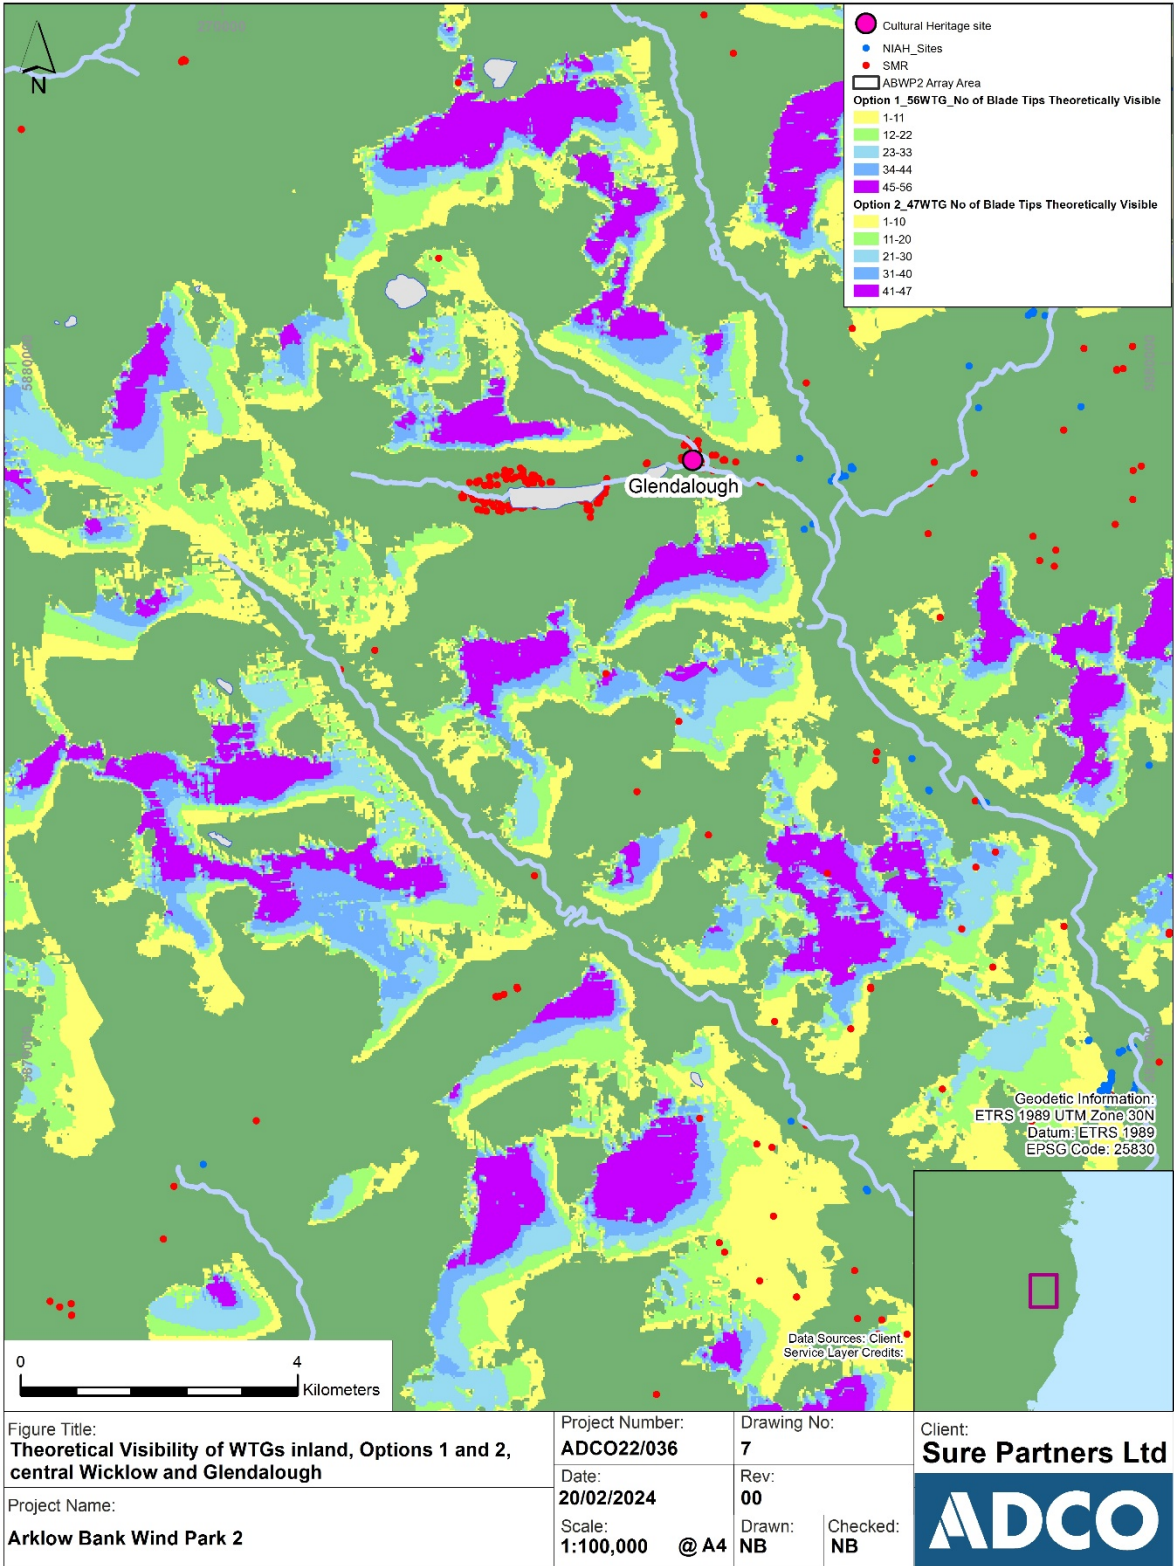 N
Cultural Heritage site
NIAH_Sites
SMR
ABWP2 Array Area
Option 1_56WTG_No of Blade Tips Theoretically Visible
1-11
12-22
23-33
34-44
45-56
Option 2_47WTG No of Blade Tips Theoretically Visible
1-10
11-20
21-30
31-40
41-47
Glendalough
Geodetic Information:
ETRS 1989 UTM Zone 30N
Datum: ETRS 1989
EPSG Code: 25830
Data Sources: Client.
Service Layer Credits:
0 4
Kilometers
Figure Title:
Theoretical Visibility of WTGs inland, Options 1 and 2,
central Wicklow and Glendalough
Project Name:
Arklow Bank Wind Park 2
Project Number:
ADCO22/036
Drawing No:
7
Date:
20/02/2024
Rev:
00
Scale:
1:100,000 @ A4
Drawn:
NB
Checked:
NB
Client:
Sure Partners Ltd
ADCO